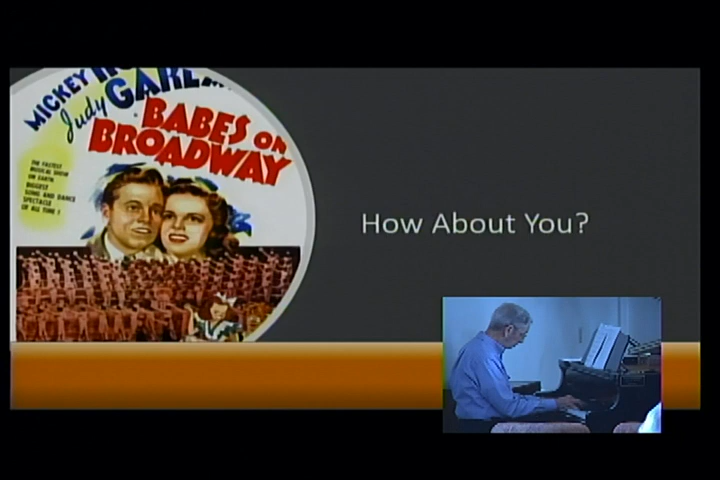 MICKEY
Judy GARL
BABES ON
BROADWAY
THE FASTEST
MUSICAL SHOW
ON EARTH
BIGGEST
SONG AND DANCE
SPECTACLE
OF ALL TIME!
How About You?